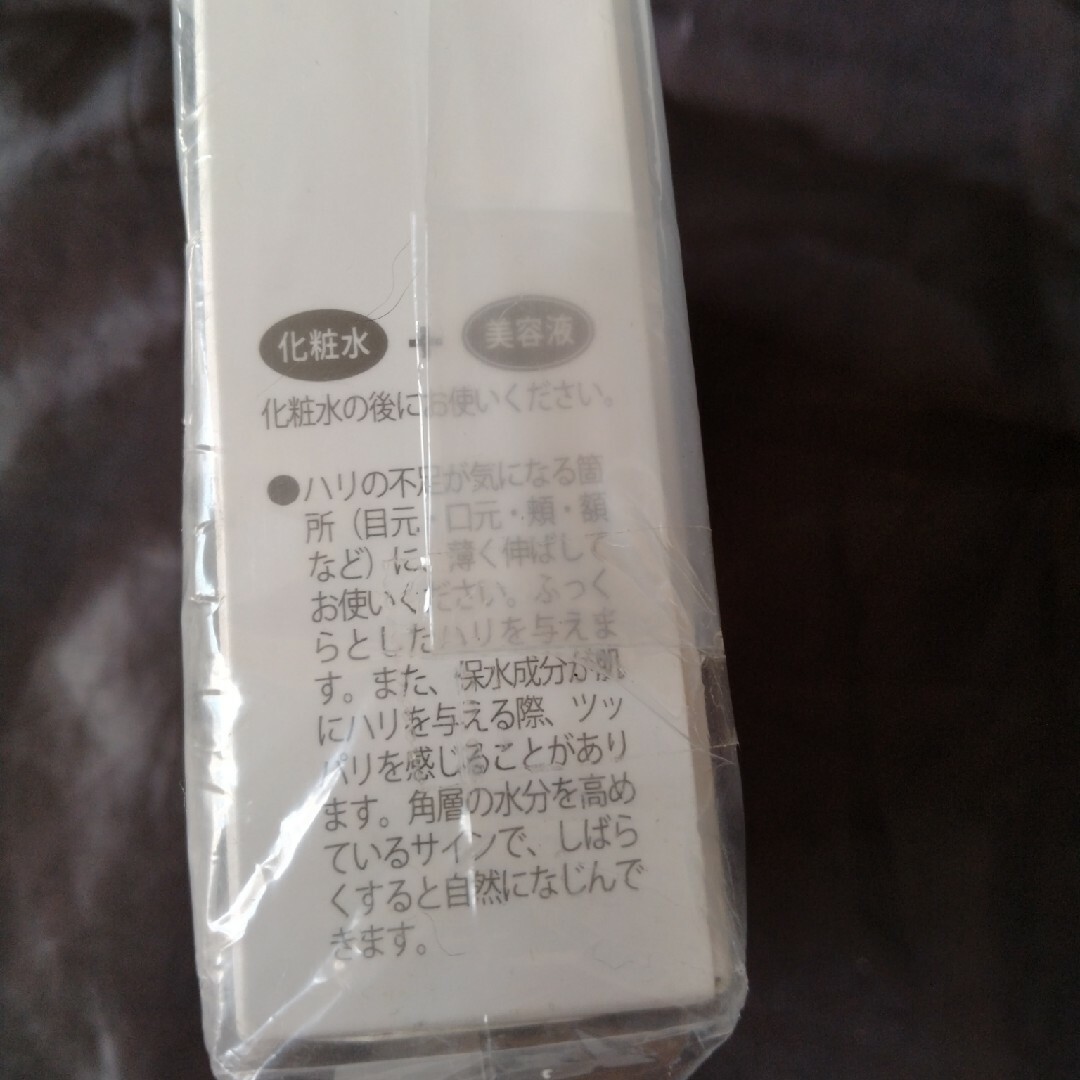 化粧水 + 美容液
化粧水の後にお使いください。
●ハリの不足が気になる箇
所（目元・口元・頬・額
など）に、薄く伸ばして
お使いください。ふっく
らとしたハリを与えま
す。また、保水成分が肌
にハリを与える際、ツッ
パリを感じることがあり
ます。角層の水分を高め
ているサインで、しばら
くすると自然になじんで
きます。